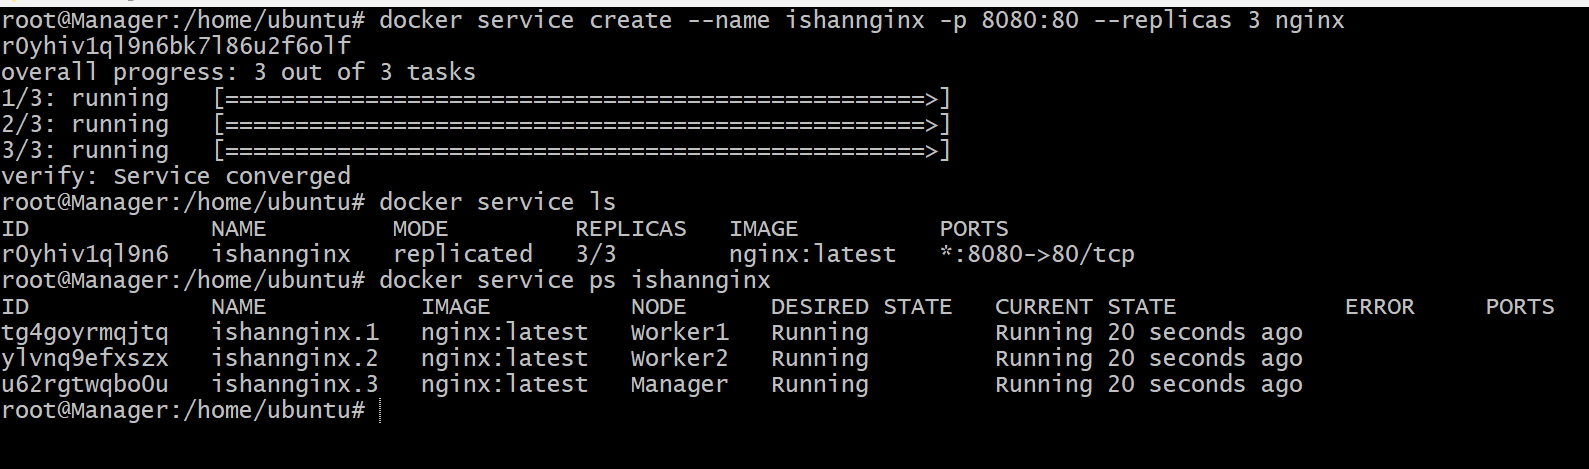 root@Manager:/home/ubuntu# docker service create --name ishannginx -p 8080:80 --replicas 3 nginx
r0yhiv1ql9n6bk7l86u2f6olf
overall progress: 3 out of 3 tasks
1/3: running   [==================================================>]
2/3: running   [==================================================>]
3/3: running   [==================================================>]
verify: Service converged
root@Manager:/home/ubuntu# docker service ls
ID             NAME         MODE         REPLICAS   IMAGE          PORTS
r0yhiv1ql9n6   ishannginx   replicated   3/3        nginx:latest   *:8080->80/tcp
root@Manager:/home/ubuntu# docker service ps ishannginx
ID             NAME           IMAGE          NODE      DESIRED STATE   CURRENT STATE            ERROR     PORTS
tg4goyrmqjtq   ishannginx.1   nginx:latest   Worker1   Running         Running 20 seconds ago
ylvnq9efxszx   ishannginx.2   nginx:latest   Worker2   Running         Running 20 seconds ago
u62rgtwqbo0u   ishannginx.3   nginx:latest   Manager   Running         Running 20 seconds ago
root@Manager:/home/ubuntu#